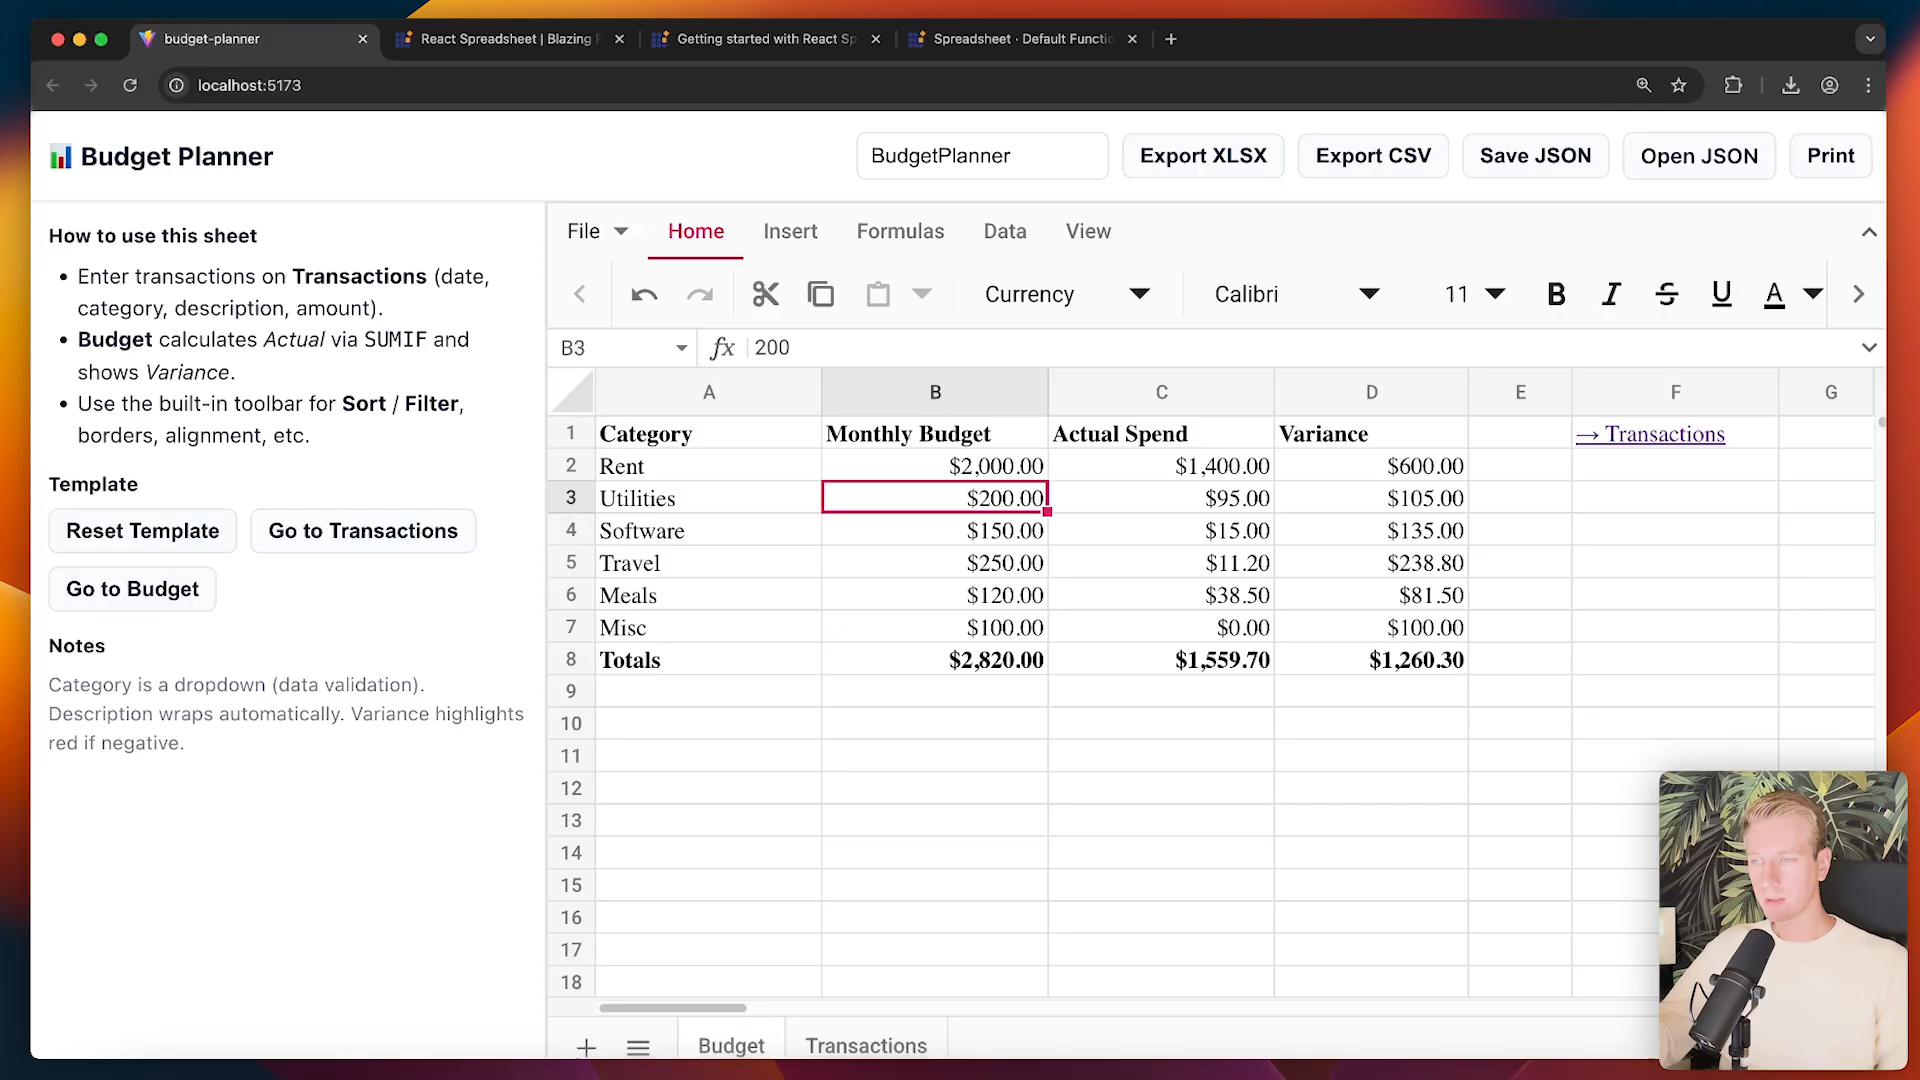 budget-planner
React Spreadsheet | Blazing F
Getting started with React Sp
Spreadsheet · Default Functio
localhost:5173
Budget Planner
BudgetPlanner
Export XLSX
Export CSV
Save JSON
Open JSON
Print
How to use this sheet
• Enter transactions on Transactions (date,
category, description, amount).
• Budget calculates Actual via SUMIF and
shows Variance.
• Use the built-in toolbar for Sort / Filter,
borders, alignment, etc.
Template
Reset Template
Go to Transactions
Go to Budget
Notes
Category is a dropdown (data validation).
Description wraps automatically. Variance highlights
red if negative.
File Home Insert Formulas Data View
Currency Calibri 11 B I S U A
B3 fx 200
A B C D E F G
1 Category Monthly Budget Actual Spend Variance → Transactions
2 Rent $2,000.00 $1,400.00 $600.00
3 Utilities $200.00 $95.00 $105.00
4 Software $150.00 $15.00 $135.00
5 Travel $250.00 $11.20 $238.80
6 Meals $120.00 $38.50 $81.50
7 Misc $100.00 $0.00 $100.00
8 Totals $2,820.00 $1,559.70 $1,260.30
9
10
11
12
13
14
15
16
17
18
Budget Transactions